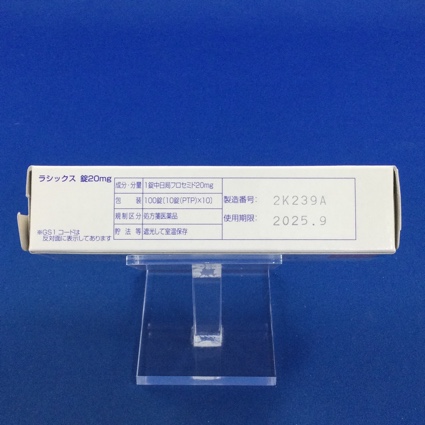 ラシックス 錠20mg
成分・分量 1錠中日局フロセミド20mg
包　装 100錠(10錠(PTP)×10)
規制区分 処方箋医薬品
貯 法 等 遮光して室温保存
製造番号: 2K239A
使用期限: 2025.9
※GS1コードは
反対面に表示してあります